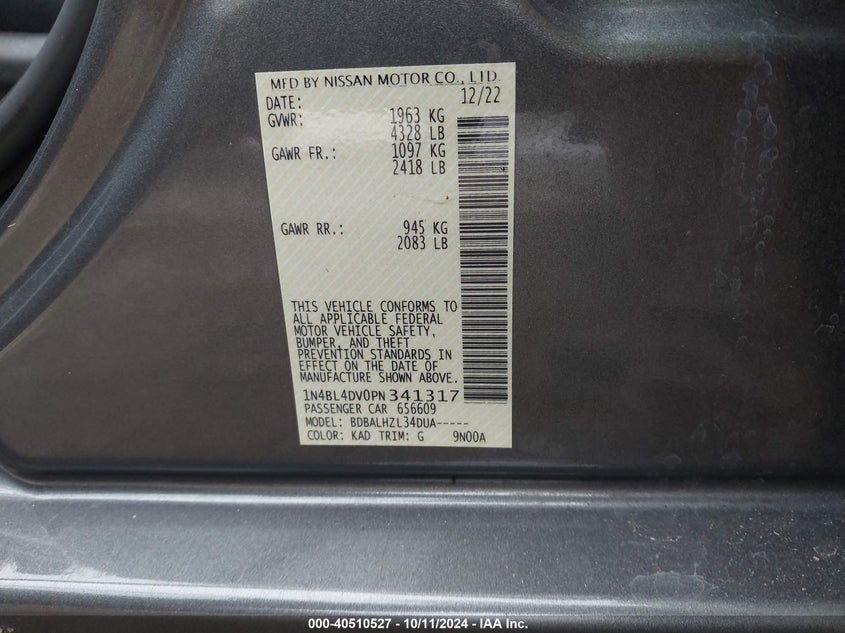 MFD BY NISSAN MOTOR CO., LTD.
DATE: 12/22
GVWR: 1963 KG
4328 LB
GAWR FR.: 1097 KG
2418 LB
GAWR RR.: 945 KG
2083 LB
THIS VEHICLE CONFORMS TO
ALL APPLICABLE FEDERAL
MOTOR VEHICLE SAFETY,
BUMPER, AND THEFT
PREVENTION STANDARDS IN
EFFECT ON THE DATE OF
MANUFACTURE SHOWN ABOVE.
1N4BL4DV0PN341317
PASSENGER CAR 656609
MODEL: BDBALHZL34DUA-----
COLOR: KAD TRIM: G 9N00A
000-40510527 - 10/11/2024 - IAA Inc.